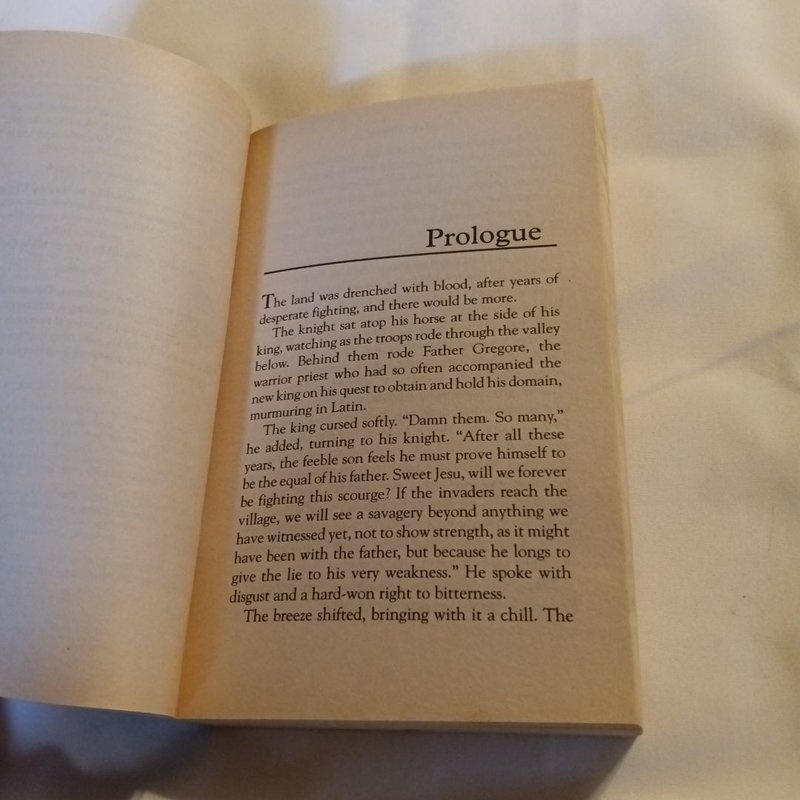 Prologue
The land was drenched with blood, after years of
desperate fighting, and there would be more.
The knight sat atop his horse at the side of his
king, watching as the troops rode through the valley
below. Behind them rode Father Gregore, the
warrior priest who had so often accompanied the
new king on his quest to obtain and hold his domain,
murmuring in Latin.
The king cursed softly. “Damn them. So many,”
he added, turning to his knight. “After all these
years, the feeble son feels he must prove himself to
be the equal of his father. Sweet Jesu, will we forever
be fighting this scourge? If the invaders reach the
village, we will see a savagery beyond anything we
have witnessed yet, not to show strength, as it might
have been with the father, but because he longs to
give the lie to his very weakness.” He spoke with
disgust and a hard-won right to bitterness.
The breeze shifted, bringing with it a chill. The